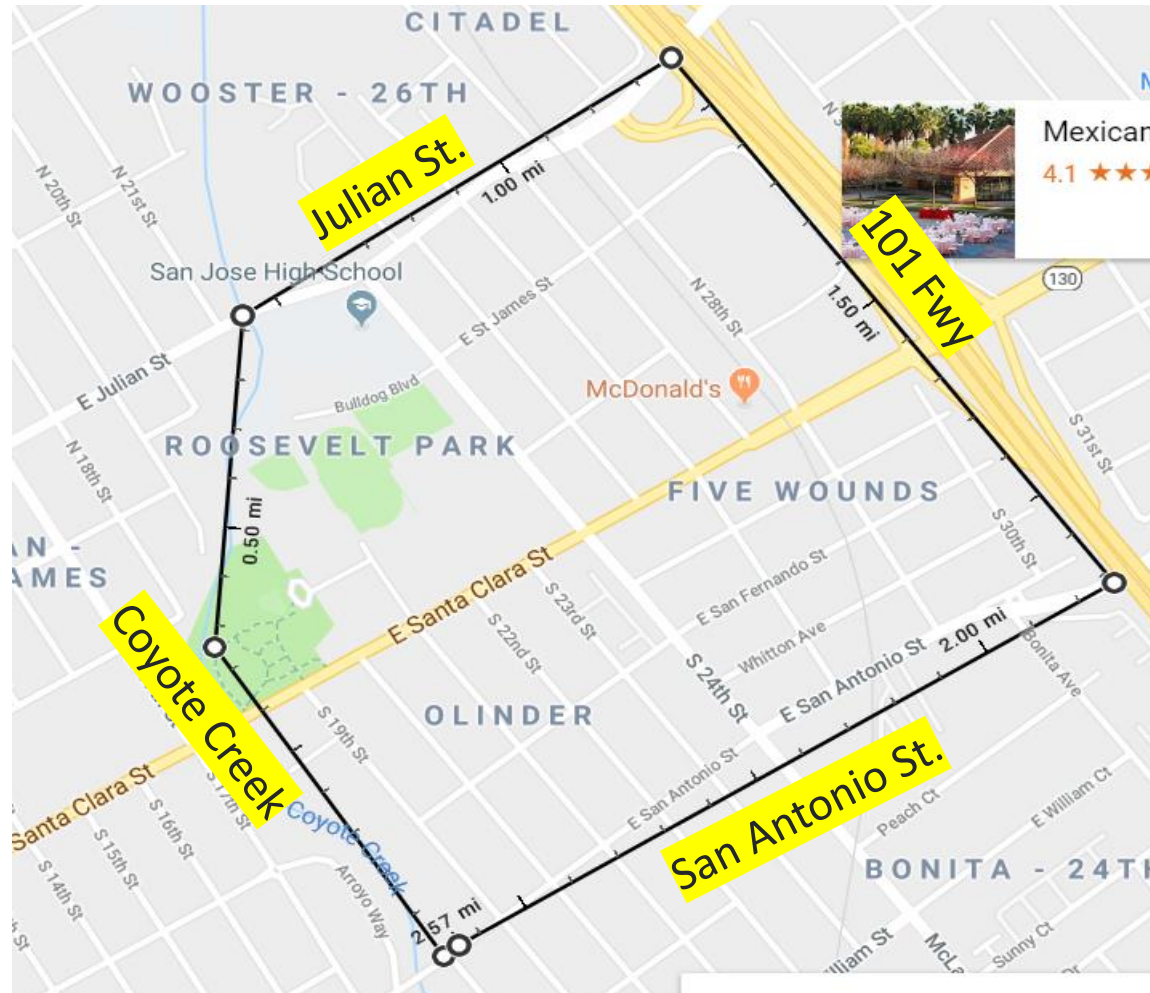 CITADEL
WOOSTER - 26TH
Mexican
4.1
Julian St.
1.00 mi
N 20th St
N 21st St
San Jose High School
101 Fwy
130
1.50 mi
N 28th St
E St James St
E Julian St
McDonald's
Bulldog Blvd
ROOSEVELT PARK
N 18th St
S 31st St
FIVE WOUNDS
0.50 mi
S 30th St
E Santa Clara St
E San Fernando St
S 23rd St
S 22nd St
Whitton Ave
2.00 mi
Bonita Ave
Coyote Creek
S 24th St
E San Antonio St
OLINDER
S 19th St
E San Antonio St
San Antonio St.
Santa Clara St
S 17th St
S 16th St
S 15th St
S 14th St
Coyote Creek
Arroyo Way
Peach Ct
E William Ct
BONITA - 24TH
2.57 mi
Sunny Ct
William St